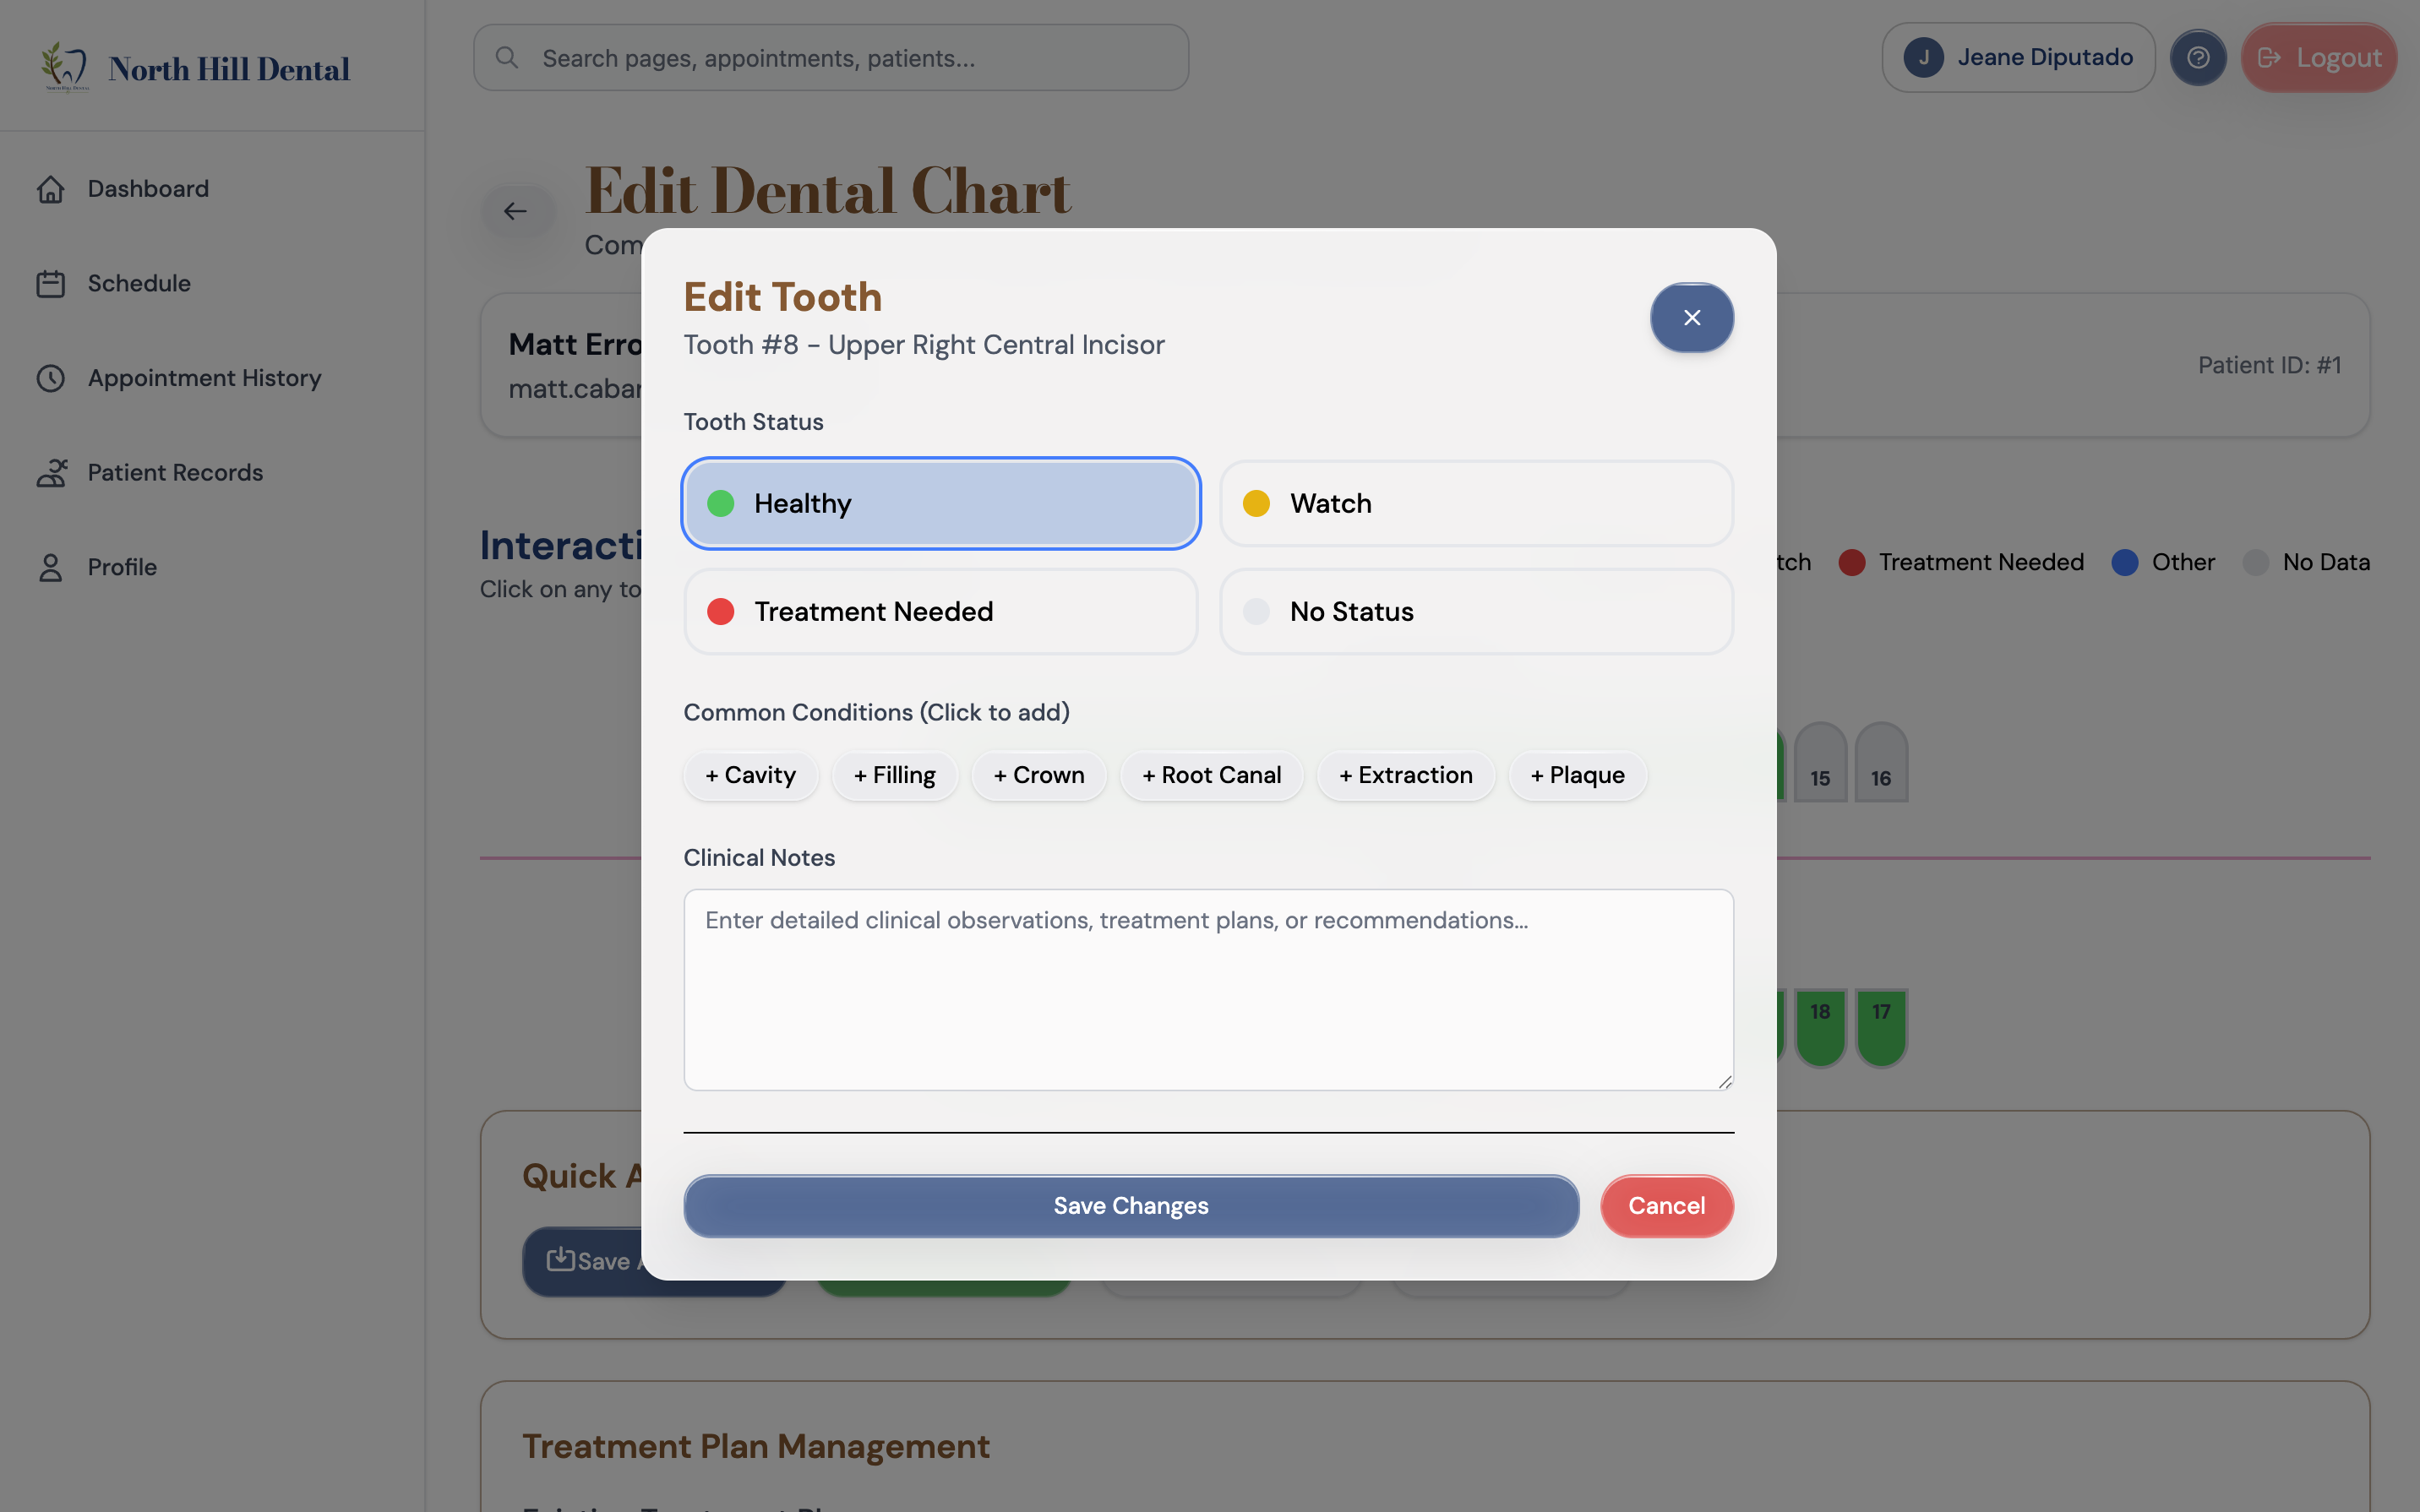 North Hill Dental
Search pages, appointments, patients...
J
Jeane Diputado
Logout
Dashboard
Schedule
Appointment History
Patient Records
Profile
Edit Dental Chart
Com
Matt Erro
matt.cabar
Patient ID: #1
Interacti
Click on any to
tch
Treatment Needed
Other
No Data
Edit Tooth
Tooth #8 - Upper Right Central Incisor
Tooth Status
Healthy
Watch
Treatment Needed
No Status
Common Conditions (Click to add)
+ Cavity
+ Filling
+ Crown
+ Root Canal
+ Extraction
+ Plaque
Clinical Notes
Enter detailed clinical observations, treatment plans, or recommendations...
Save Changes
Cancel
15
16
18
17
Quick A
Save
Treatment Plan Management